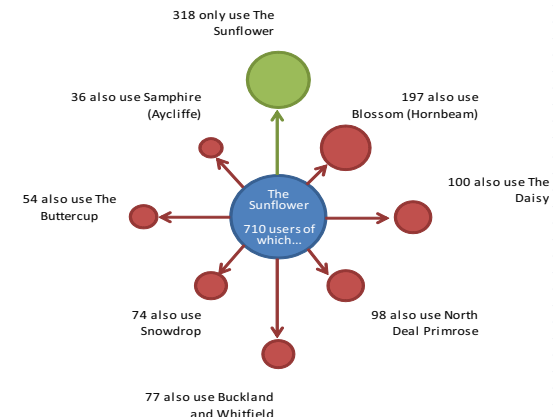 318 only use The
Sunflower
36 also use Samphire
(Aycliffe)
197 also use
Blossom (Hornbeam)
100 also use The
Daisy
54 also use The
Buttercup
The
Sunflower
710 users of
which...
74 also use
Snowdrop
98 also use North
Deal Primrose
77 also use Buckland
and Whitfield